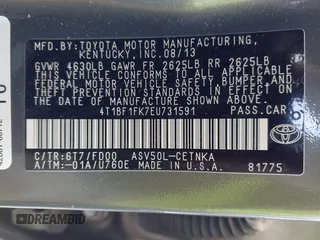 MFD. BY:TOYOTA MOTOR MANUFACTURING,
KENTUCKY,INC. 08/13
GVWR 4630LB GAWR FR 2625LB RR 2625LB
THIS VEHICLE CONFORMS TO ALL APPLICABLE
FEDERAL MOTOR VEHICLE SAFETY, BUMPER, AND
THEFT PREVENTION STANDARDS IN EFFECT ON
THE DATE OF MANUFACTURE SHOWN ABOVE.
4T1BF1FK7EU731591 PASS.CAR
C/TR:6T7/FD00 ASV50L-CETNKA
A/TM:-01A/U760E MADE IN U.S.A. 81775
DREAMBID